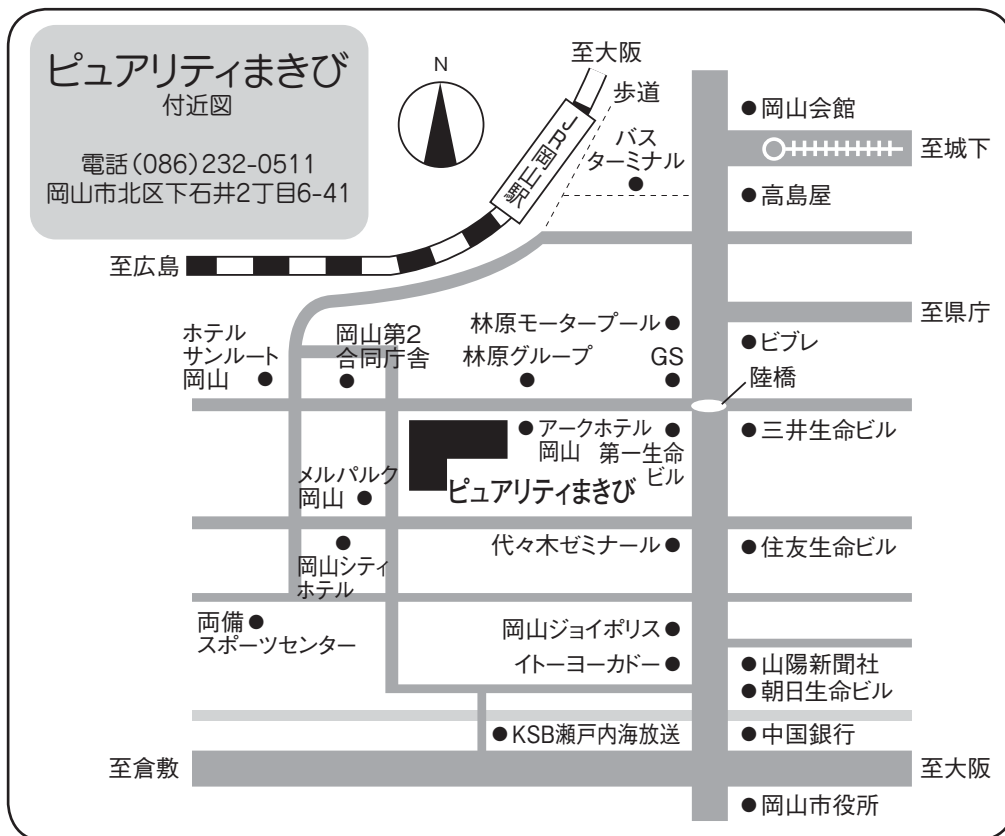 ピュアリティまきび
付近図
電話(086)232-0511
岡山市北区下石井2丁目6-41
N
至大阪
歩道
JR岡山駅
バス
ターミナル
岡山会館
至城下
高島屋
至広島
至県庁
ホテル
サンルート
岡山
岡山第2
合同庁舎
林原モータープール
林原グループ
GS
ビブレ
陸橋
アークホテル
岡山
第一生命
ビル
三井生命ビル
メルパルク
岡山
ピュアリティまきび
岡山シティ
ホテル
代々木ゼミナール
住友生命ビル
両備
スポーツセンター
岡山ジョイポリス
イトーヨーカドー
山陽新聞社
朝日生命ビル
KSB瀬戸内海放送
中国銀行
至倉敷
至大阪
岡山市役所